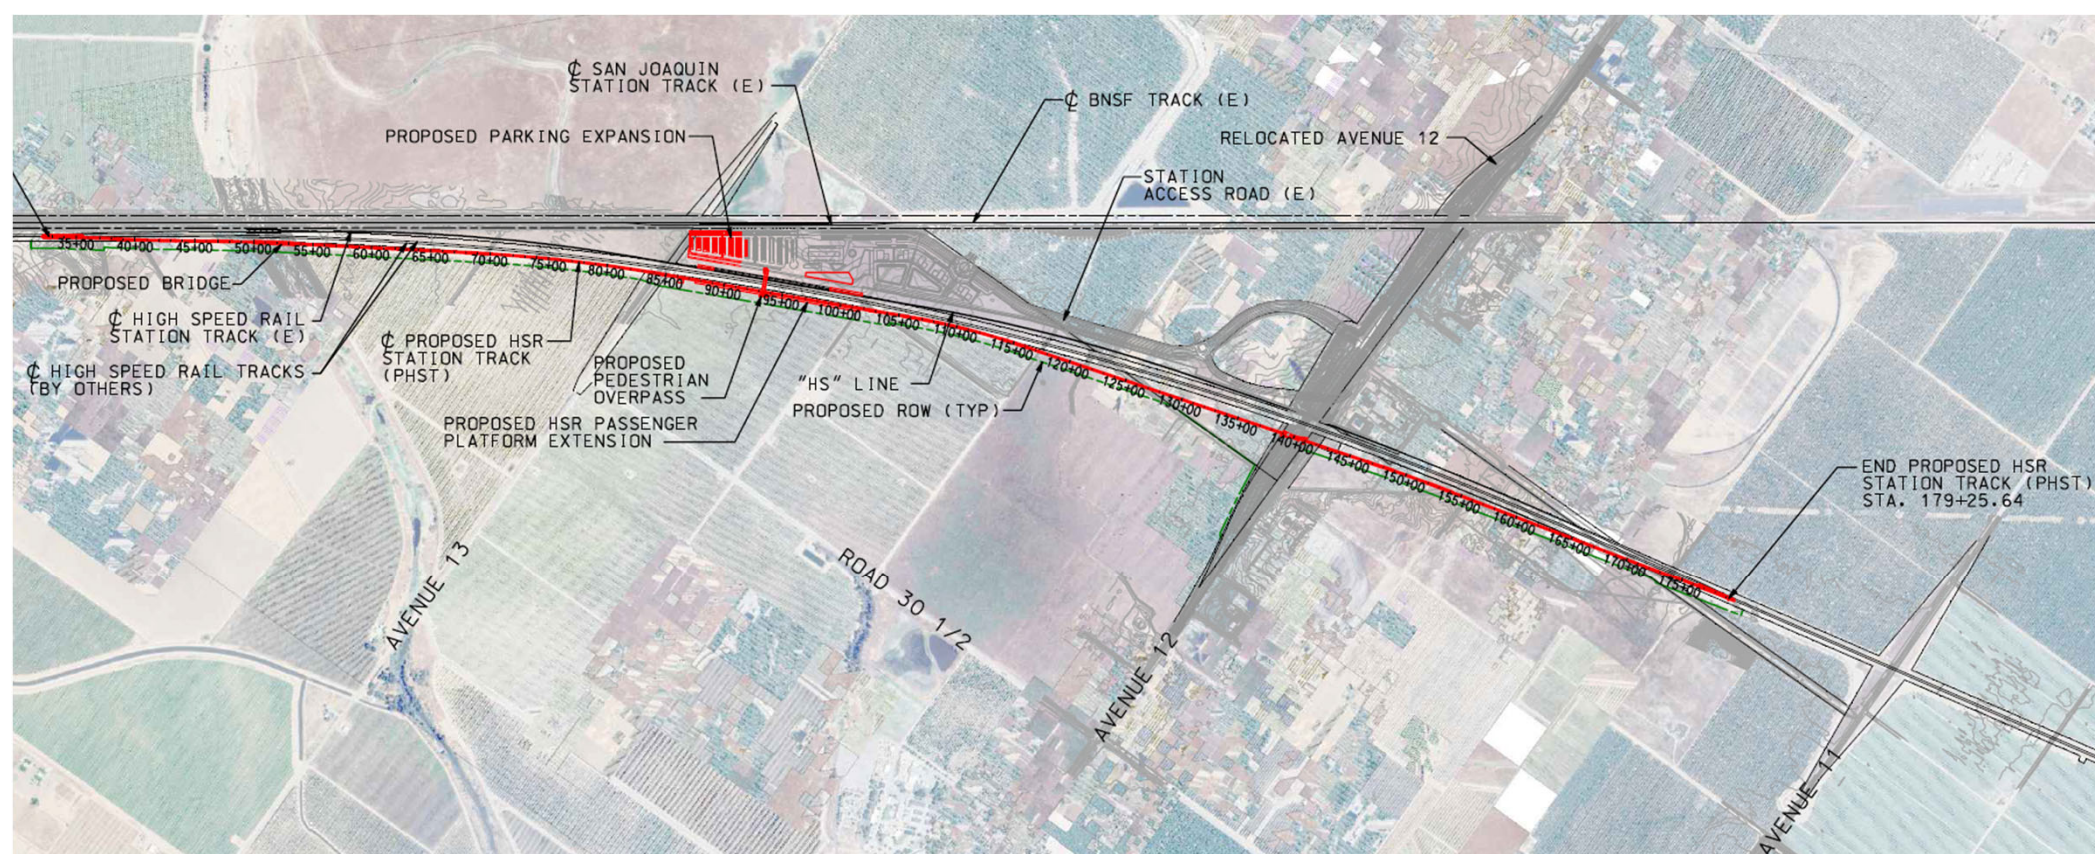 ℄ SAN JOAQUIN
STATION TRACK (E)
℄ BNSF TRACK (E)
PROPOSED PARKING EXPANSION
RELOCATED AVENUE 12
STATION
ACCESS ROAD (E)
35+00 40+00 45+00 50+00 55+00 60+00 65+00 70+00 75+00 80+00 85+00 90+00 95+00 100+00 105+00 110+00 115+00 120+00 125+00 130+00 135+00 140+00 145+00 150+00 155+00 160+00 165+00 170+00 175+00
PROPOSED BRIDGE
℄ HIGH SPEED RAIL
STATION TRACK (E)
℄ HIGH SPEED RAIL TRACKS
(BY OTHERS)
℄ PROPOSED HSR
STATION TRACK
(PHST)
PROPOSED
PEDESTRIAN
OVERPASS
PROPOSED HSR PASSENGER
PLATFORM EXTENSION
"HS" LINE
PROPOSED ROW (TYP)
END PROPOSED HSR
STATION TRACK (PHST)
STA. 179+25.64
AVENUE 13
ROAD 30 1/2
AVENUE 12
AVENUE 11